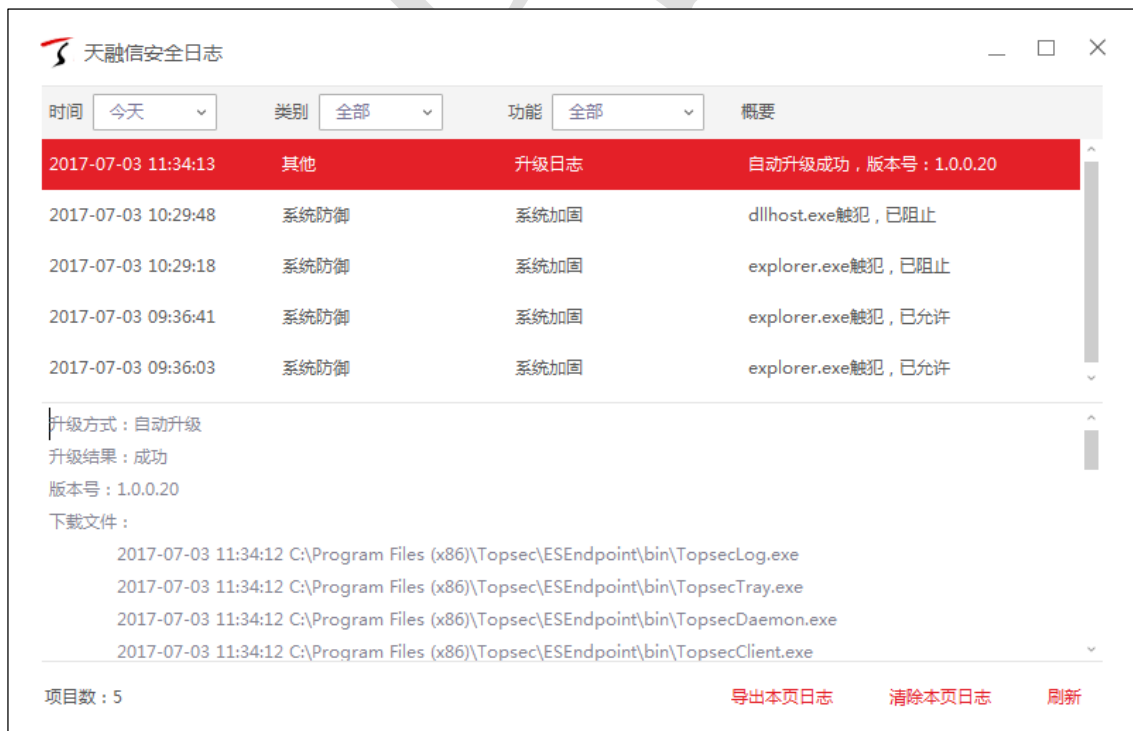 天融信安全日志
时间 今天 类别 全部 功能 全部 概要
2017-07-03 11:34:13 其他 升级日志 自动升级成功，版本号：1.0.0.20
2017-07-03 10:29:48 系统防御 系统加固 dllhost.exe触犯，已阻止
2017-07-03 10:29:18 系统防御 系统加固 explorer.exe触犯，已阻止
2017-07-03 09:36:41 系统防御 系统加固 explorer.exe触犯，已允许
2017-07-03 09:36:03 系统防御 系统加固 explorer.exe触犯，已允许
升级方式：自动升级
升级结果：成功
版本号：1.0.0.20
下载文件：
2017-07-03 11:34:12 C:\Program Files (x86)\Topsec\ESEndpoint\bin\TopsecLog.exe
2017-07-03 11:34:12 C:\Program Files (x86)\Topsec\ESEndpoint\bin\TopsecTray.exe
2017-07-03 11:34:12 C:\Program Files (x86)\Topsec\ESEndpoint\bin\TopsecDaemon.exe
2017-07-03 11:34:12 C:\Program Files (x86)\Topsec\ESEndpoint\bin\TopsecClient.exe
项目数：5 导出本页日志 清除本页日志 刷新